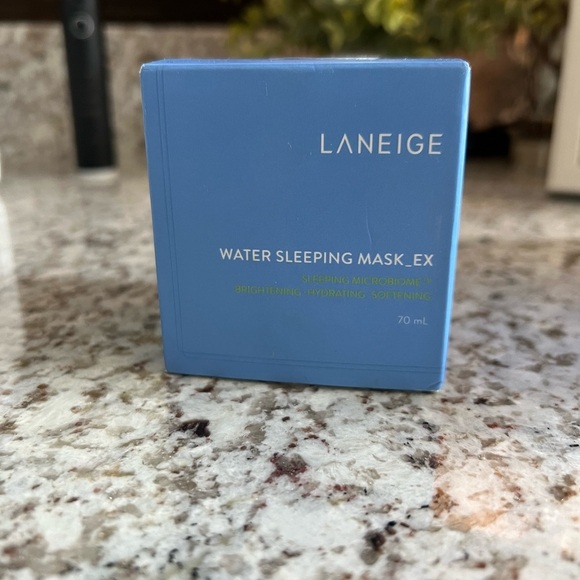 LANEIGE
WATER SLEEPING MASK_EX
SLEEPING MICROBIOME™
BRIGHTENING · HYDRATING · SOFTENING
70 mL